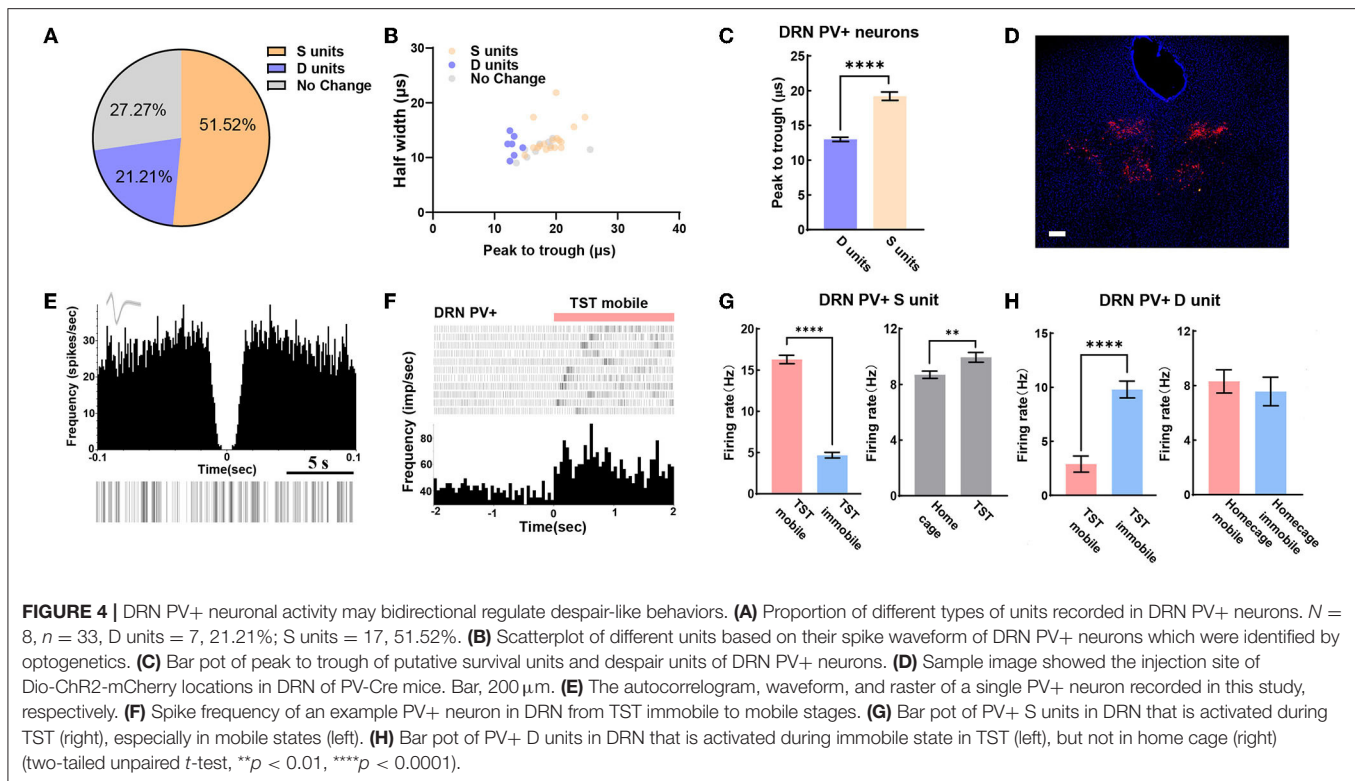 A
S units
D units
No Change
27.27%
51.52%
21.21%
B
S units
D units
No Change
Half width (μs)
30
20
10
0
0
10
20
30
40
Peak to trough (μs)
C
DRN PV+ neurons
****
Peak to trough (μs)
25
20
15
10
5
0
D units
S units
D
E
Frequency (spikes/sec)
30
20
10
0
-0.1
0
0.1
Time(sec)
5 s
F
DRN PV+
TST mobile
Frequency (imp/sec)
80
60
40
-2
-1
0
1
2
Time(sec)
G
DRN PV+ S unit
****
Firing rate(Hz)
20
15
10
5
0
TST mobile
TST immobile
**
Firing rate(Hz)
16
12
8
4
0
Home cage
TST
H
DRN PV+ D unit
****
Firing rate(Hz)
15
10
5
0
TST mobile
TST immobile
Firing rate(Hz)
12
8
4
0
Homecage mobile
Homecage immobile
FIGURE 4 | DRN PV+ neuronal activity may bidirectional regulate despair-like behaviors. (A) Proportion of different types of units recorded in DRN PV+ neurons. N =
8, n = 33, D units = 7, 21.21%; S units = 17, 51.52%. (B) Scatterplot of different units based on their spike waveform of DRN PV+ neurons which were identified by
optogenetics. (C) Bar pot of peak to trough of putative survival units and despair units of DRN PV+ neurons. (D) Sample image showed the injection site of
Dio-ChR2-mCherry locations in DRN of PV-Cre mice. Bar, 200 μm. (E) The autocorrelogram, waveform, and raster of a single PV+ neuron recorded in this study,
respectively. (F) Spike frequency of an example PV+ neuron in DRN from TST immobile to mobile stages. (G) Bar pot of PV+ S units in DRN that is activated during
TST (right), especially in mobile states (left). (H) Bar pot of PV+ D units in DRN that is activated during immobile state in TST (left), but not in home cage (right)
(two-tailed unpaired t-test, **p < 0.01, ****p < 0.0001).